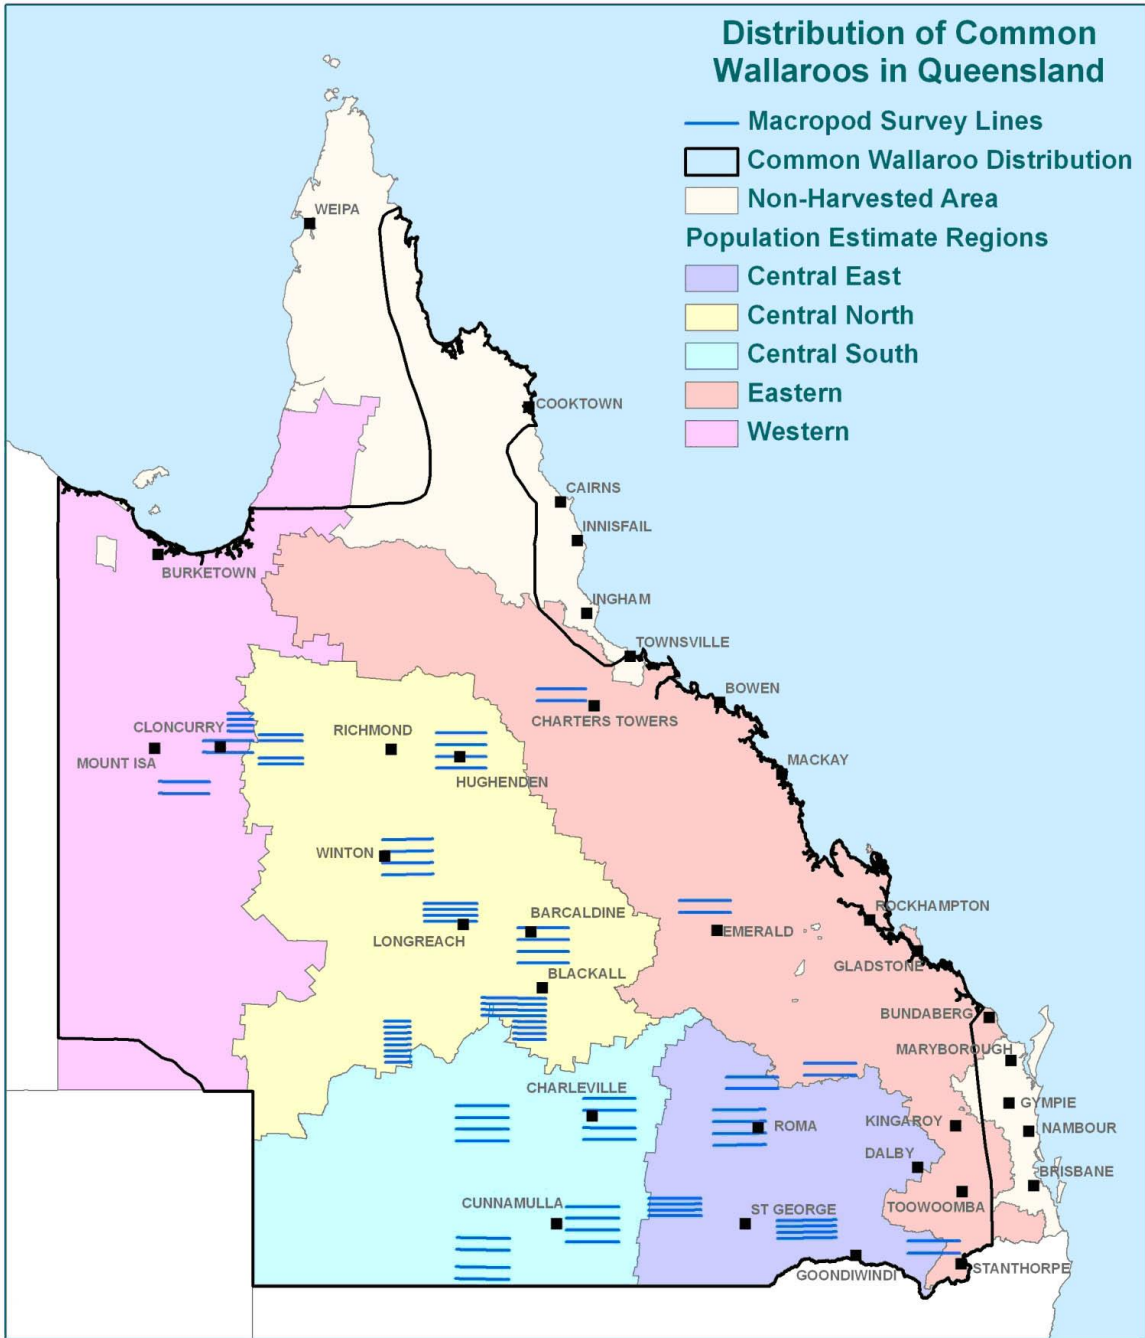 Distribution of Common
Wallaroos in Queensland
Macropod Survey Lines
Common Wallaroo Distribution
Non-Harvested Area
Population Estimate Regions
Central East
Central North
Central South
Eastern
Western
WEIPA
COOKTOWN
CAIRNS
INNISFAIL
BURKETOWN
INGHAM
TOWNSVILLE
BOWEN
CHARTERS TOWERS
CLONCURRY
RICHMOND
MOUNT ISA
HUGHENDEN
MACKAY
WINTON
ROCKHAMPTON
BARCALDINE
EMERALD
LONGREACH
GLADSTONE
BLACKALL
BUNDABERG
MARYBOROUGH
CHARLEVILLE
GYMPIE
KINGAROY
ROMA
NAMBOUR
DALBY
BRISBANE
CUNNAMULLA
TOOWOOMBA
ST GEORGE
STANTHORPE
GOONDIWINDI